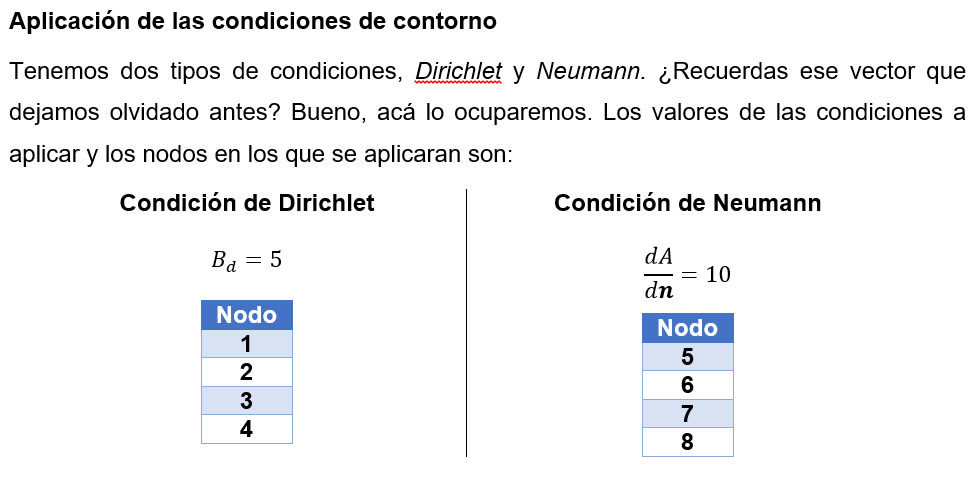 Aplicación de las condiciones de contorno
Tenemos dos tipos de condiciones, Dirichlet y Neumann. ¿Recuerdas ese vector que
dejamos olvidado antes? Bueno, acá lo ocuparemos. Los valores de las condiciones a
aplicar y los nodos en los que se aplicaran son:
Condición de Dirichlet
B_d = 5
Nodo
1
2
3
4
Condición de Neumann
dA/dn = 10
Nodo
5
6
7
8